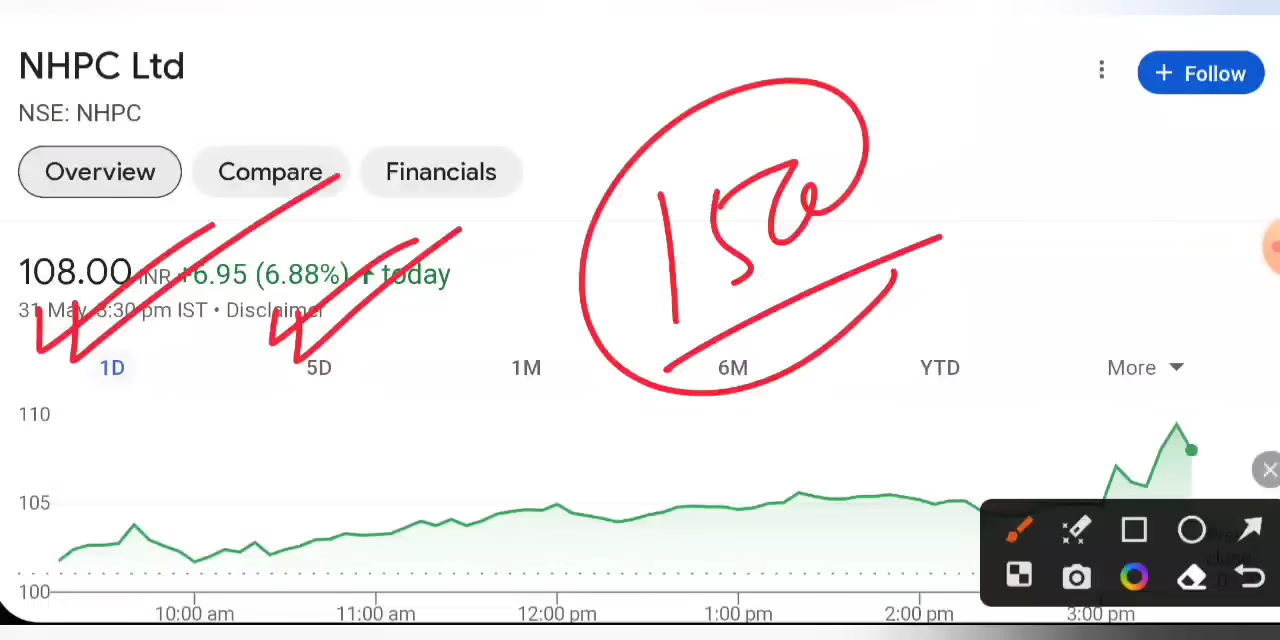 NHPC Ltd
+ Follow
NSE: NHPC
Overview Compare Financials
150
108.00 INR +6.95 (6.88%) ↑ today
31 May, 3:30 pm IST • Disclaimer
1D 5D 1M 6M YTD More
110
105
100
10:00 am 11:00 am 12:00 pm 1:00 pm 2:00 pm 3:00 pm